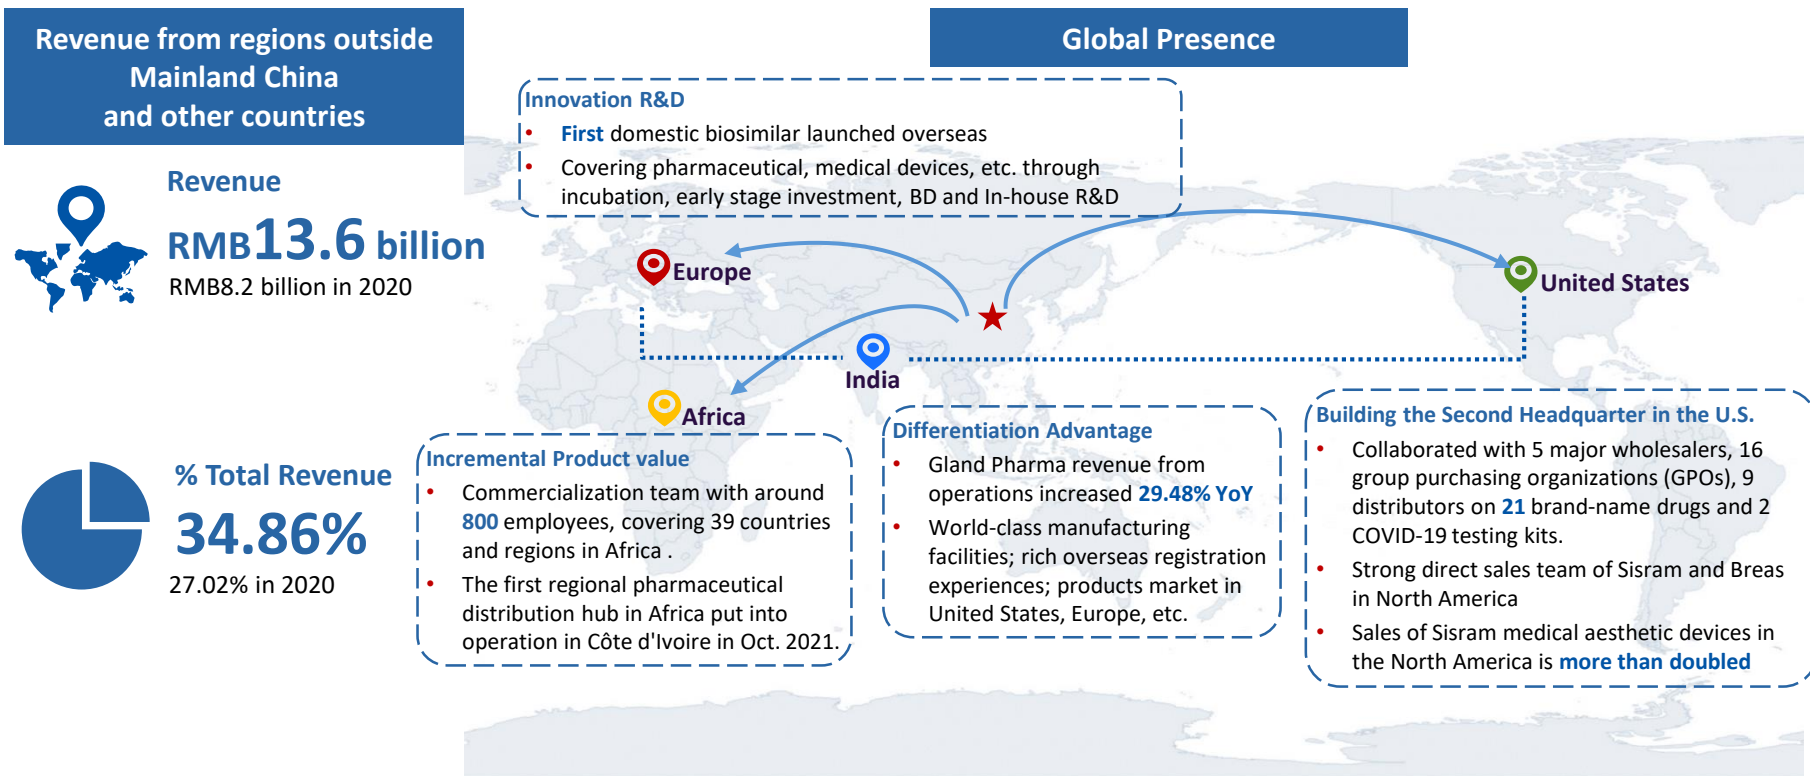 Revenue from regions outside
Mainland China
and other countries
Revenue
RMB13.6 billion
RMB8.2 billion in 2020
% Total Revenue
34.86%
27.02% in 2020
Global Presence
Innovation R&D
• First domestic biosimilar launched overseas
• Covering pharmaceutical, medical devices, etc. through
incubation, early stage investment, BD and In-house R&D
Europe
United States
India
Africa
Incremental Product value
• Commercialization team with around
800 employees, covering 39 countries
and regions in Africa .
• The first regional pharmaceutical
distribution hub in Africa put into
operation in Côte d'Ivoire in Oct. 2021.
Differentiation Advantage
• Gland Pharma revenue from
operations increased 29.48% YoY
• World-class manufacturing
facilities; rich overseas registration
experiences; products market in
United States, Europe, etc.
Building the Second Headquarter in the U.S.
• Collaborated with 5 major wholesalers, 16
group purchasing organizations (GPOs), 9
distributors on 21 brand-name drugs and 2
COVID-19 testing kits.
• Strong direct sales team of Sisram and Breas
in North America
• Sales of Sisram medical aesthetic devices in
the North America is more than doubled